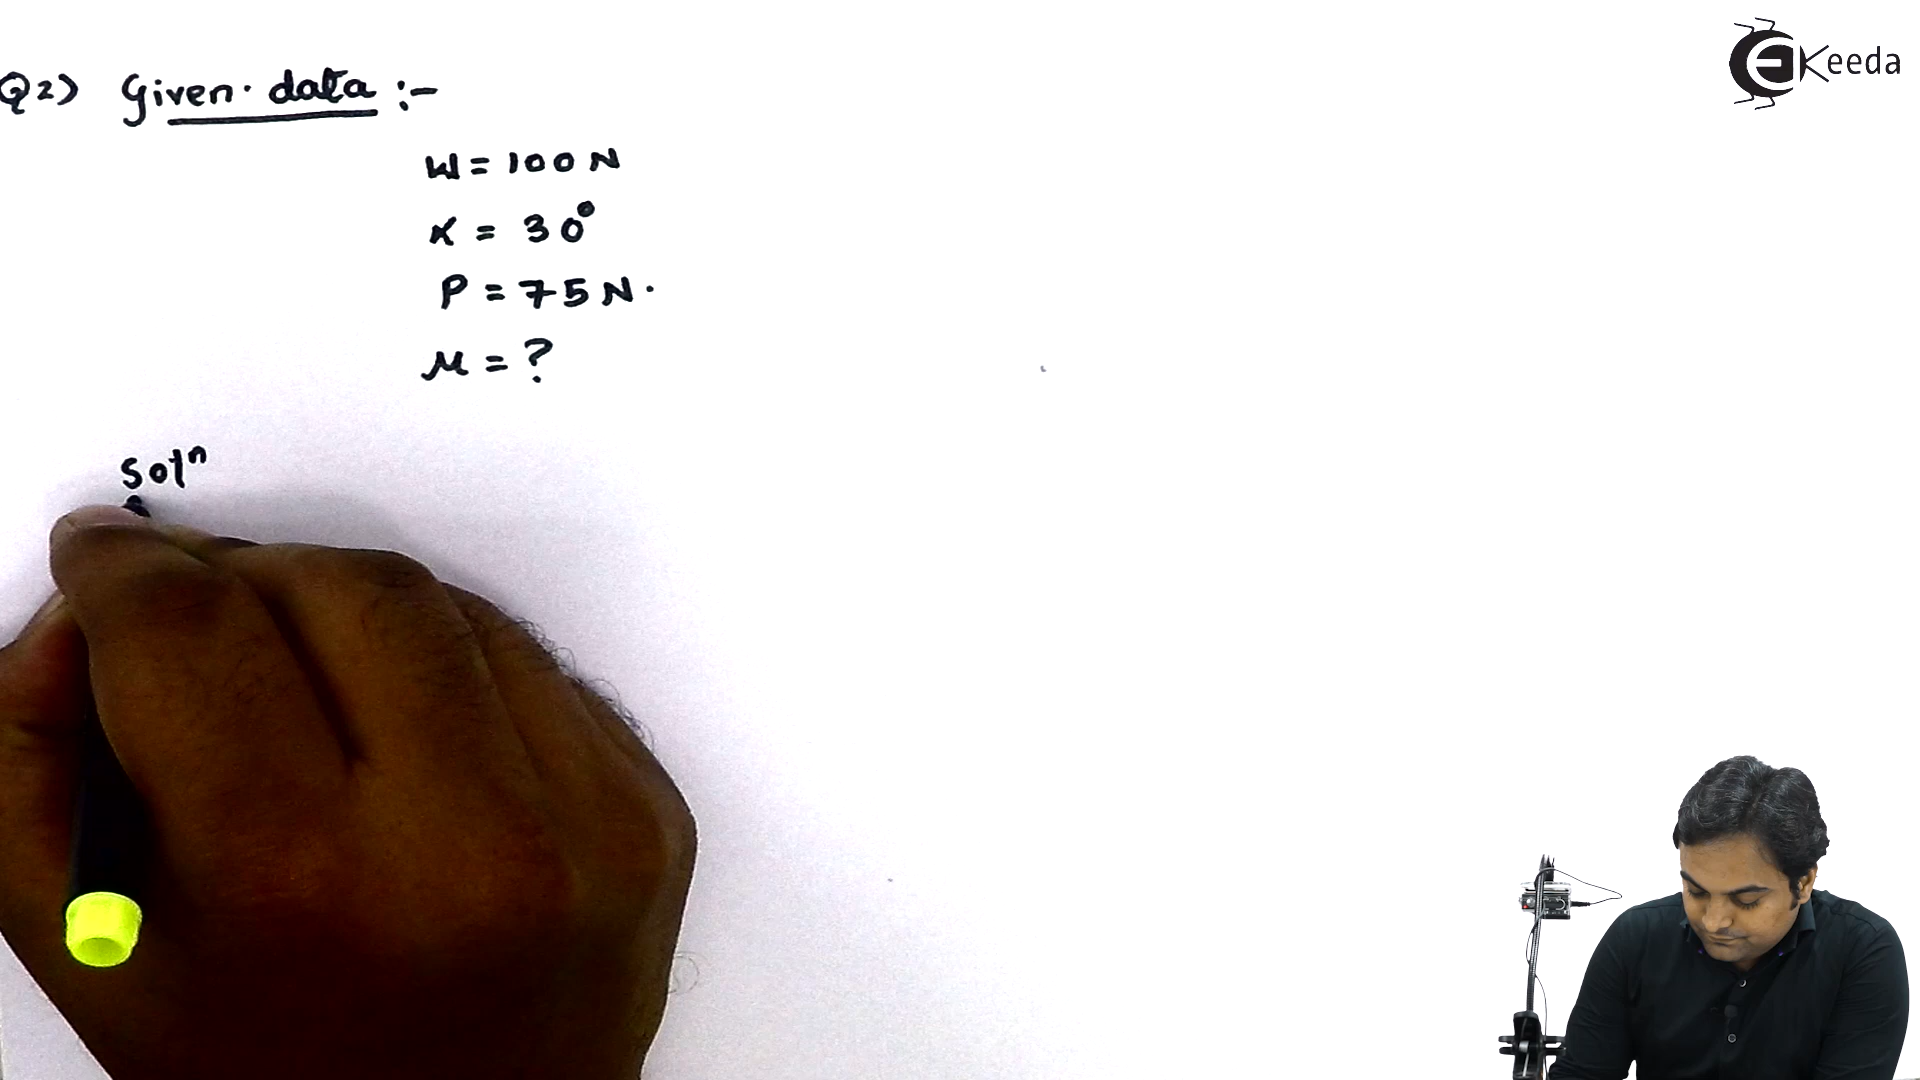 Ekeeda
Q2) Given data :-
W = 100 N
α = 30°
P = 75 N.
μ = ?
Solⁿ